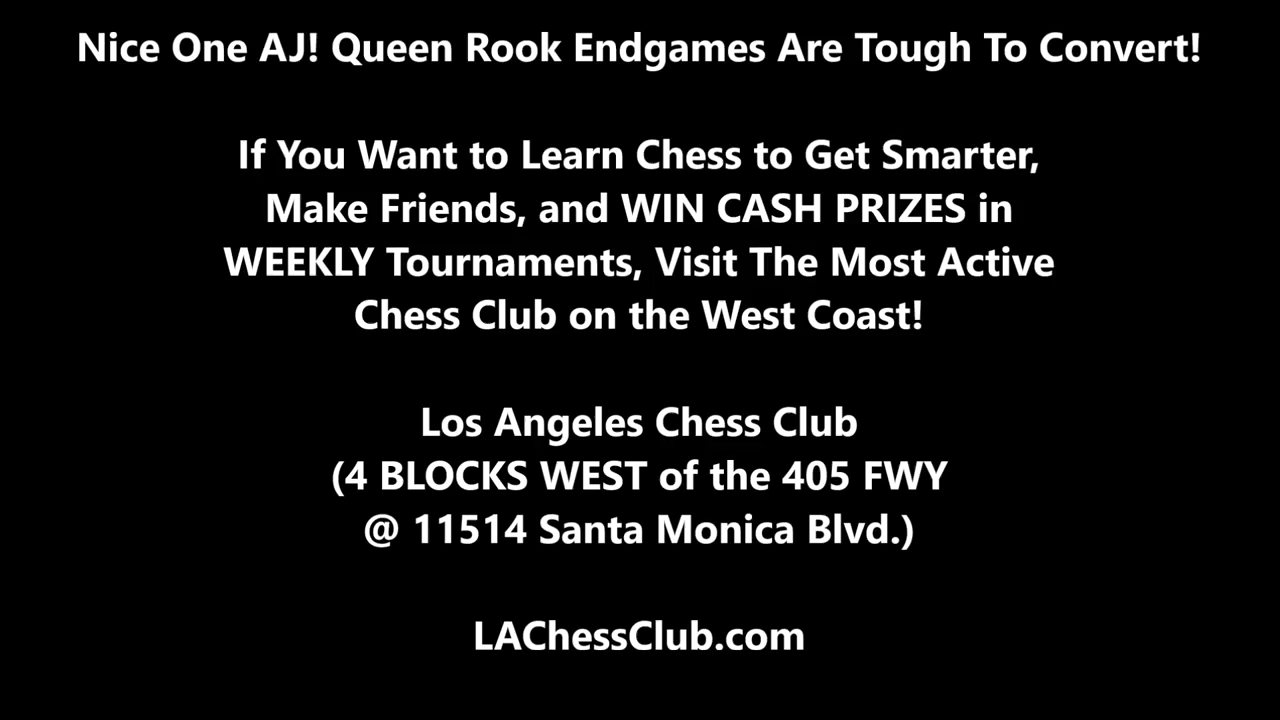 Nice One AJ! Queen Rook Endgames Are Tough To Convert!
If You Want to Learn Chess to Get Smarter,
Make Friends, and WIN CASH PRIZES in
WEEKLY Tournaments, Visit The Most Active
Chess Club on the West Coast!
Los Angeles Chess Club
(4 BLOCKS WEST of the 405 FWY
@ 11514 Santa Monica Blvd.)
LAChessClub.com